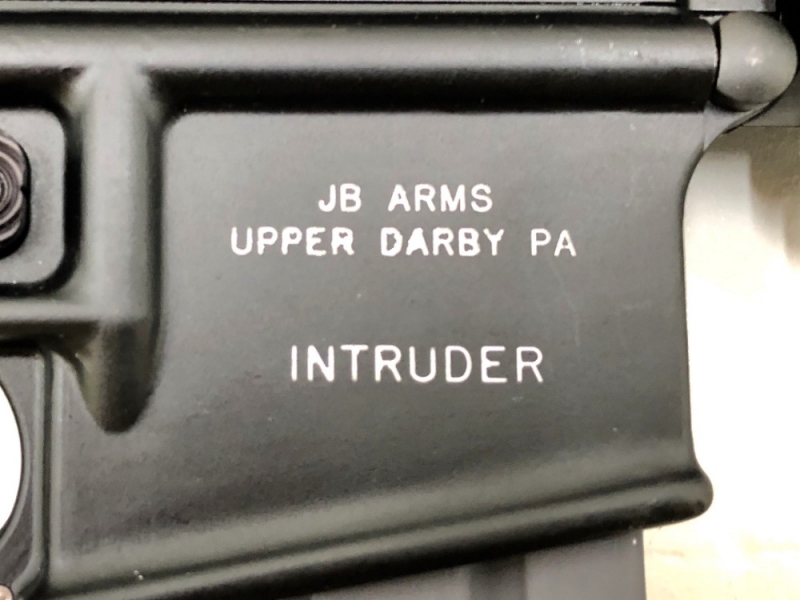 JB ARMS
UPPER DARBY PA
INTRUDER